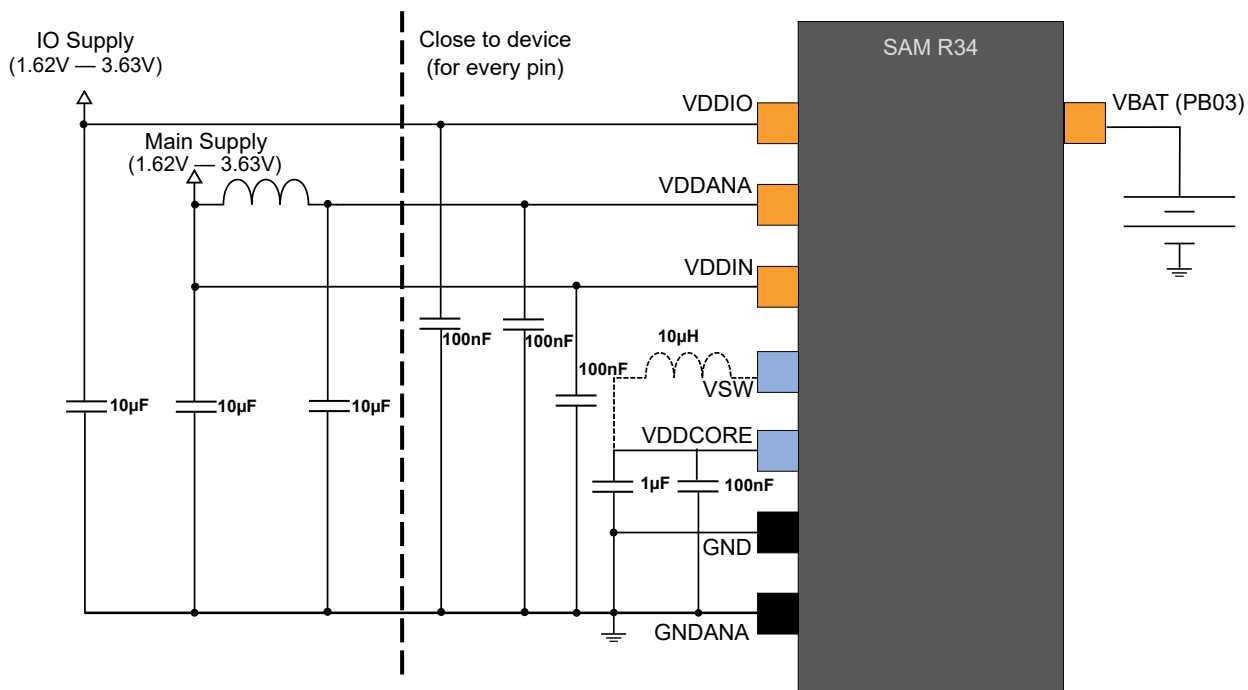 IO Supply
(1.62V — 3.63V)
Close to device
(for every pin)
SAM R34
VDDIO
VBAT (PB03)
Main Supply
(1.62V — 3.63V)
VDDANA
VDDIN
100nF
100nF
10µH
100nF
VSW
10µF
10µF
10µF
VDDCORE
1µF
100nF
GND
GNDANA